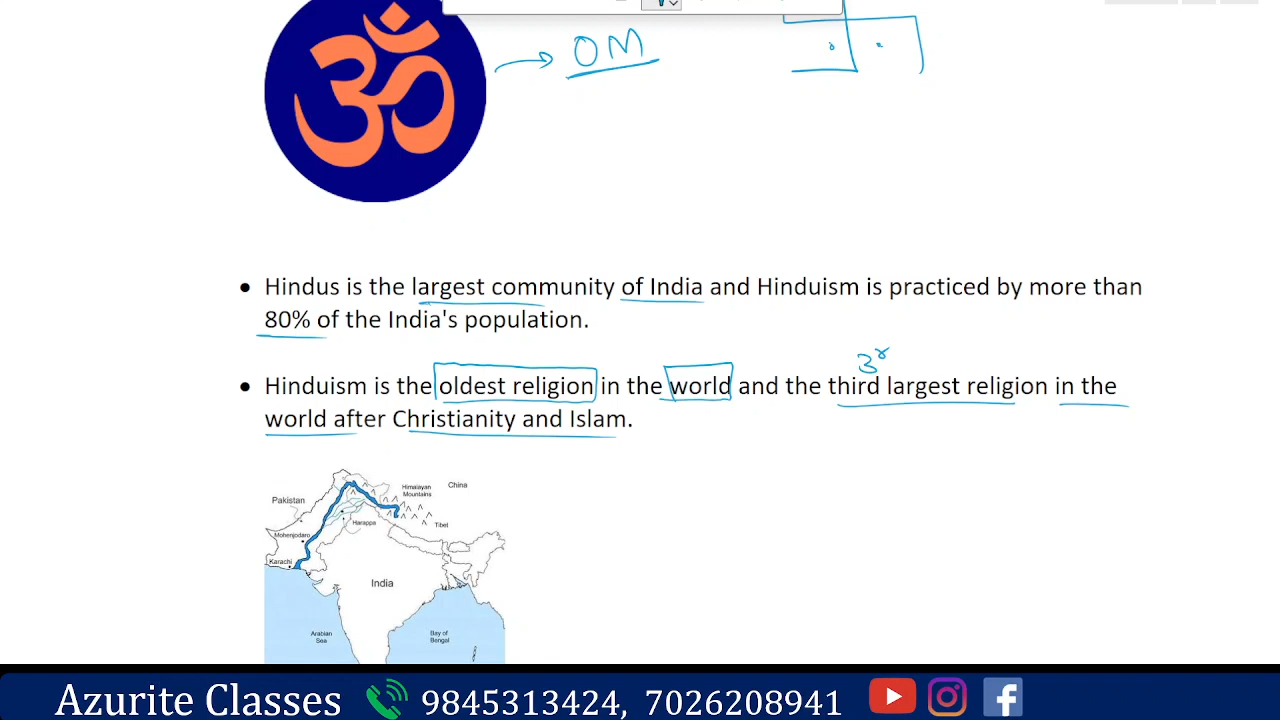 ॐ
OM
• Hindus is the largest community of India and Hinduism is practiced by more than
80% of the India's population.
3r
• Hinduism is the oldest religion in the world and the third largest religion in the
world after Christianity and Islam.
Himalayan
Mountains
China
Pakistan
Harappa
Tibet
Mohenjodaro
Karachi
India
Arabian
Sea
Bay of
Bengal
Azurite Classes 9845313424, 7026208941